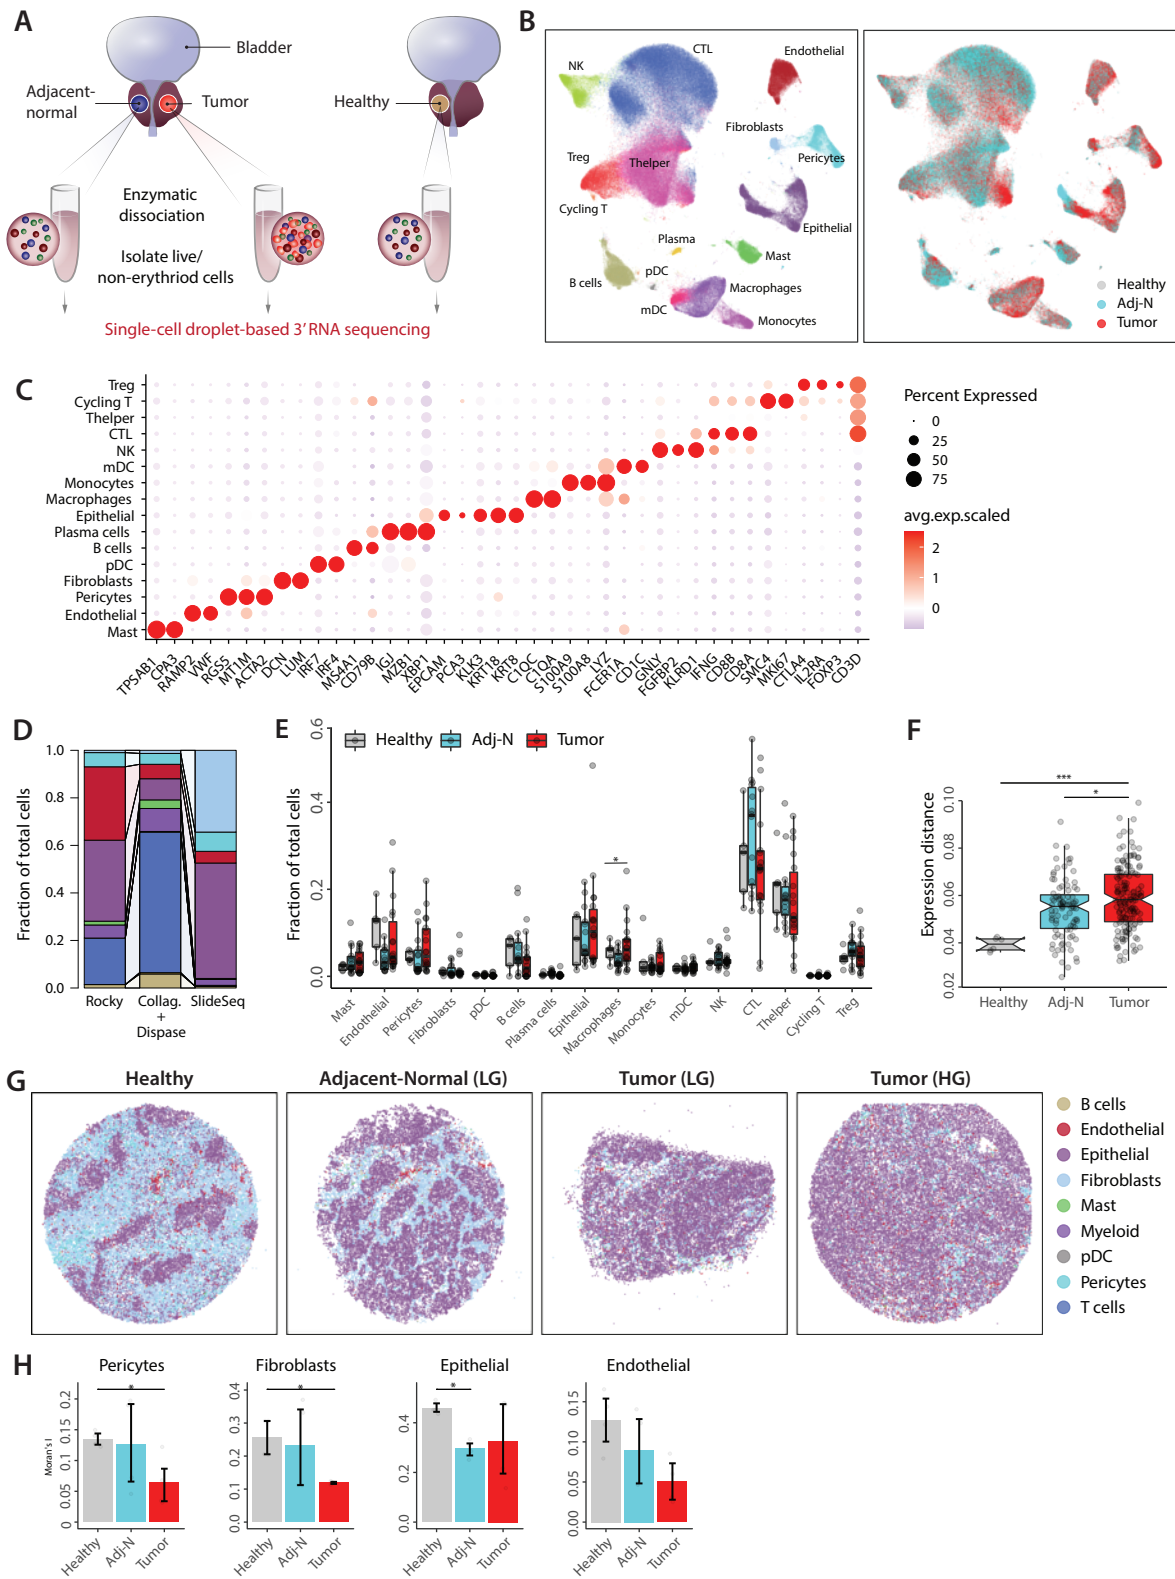 A
Bladder
Adjacent-
normal
Tumor
Healthy
Enzymatic
dissociation
Isolate live/
non-erythriod cells
Single-cell droplet-based 3′ RNA sequencing
B
NK
CTL
Endothelial
Fibroblasts
Pericytes
Treg
Thelper
Cycling T
Epithelial
Plasma
Mast
pDC
B cells
Macrophages
mDC
Monocytes
Healthy
Adj-N
Tumor
C
Treg
Cycling T
Thelper
CTL
NK
mDC
Monocytes
Macrophages
Epithelial
Plasma cells
B cells
pDC
Fibroblasts
Pericytes
Endothelial
Mast
TPSAB1
CPA3
RAMP2
VWF
RGS5
MT1M
ACTA2
DCN
LUM
IRF7
IRF4
MS4A1
CD79B
IGJ
MZB1
XBP1
EPCAM
PCA3
KLK3
KRT18
KRT8
C1QC
C1QA
S100A9
S100A8
LYZ
FCER1A
CD1C
GNLY
FGFBP2
KLRD1
IFNG
CD8B
CD8A
SMC4
MKI67
CTLA4
IL2RA
FOXP3
CD3D
Percent Expressed
0
25
50
75
avg.exp.scaled
2
1
0
D
Fraction of total cells
1.0
0.8
0.6
0.4
0.2
0.0
Rocky
Collag.
+
Dispase
SlideSeq
E
Healthy
Adj-N
Tumor
Fraction of total cells
0.6
0.4
0.2
0.0
*
Mast
Endothelial
Pericytes
Fibroblasts
pDC
B cells
Plasma cells
Epithelial
Macrophages
Monocytes
mDC
NK
CTL
Thelper
Cycling T
Treg
F
***
*
Expression distance
0.10
0.08
0.06
0.04
0.02
Healthy
Adj-N
Tumor
G
Healthy
Adjacent-Normal (LG)
Tumor (LG)
Tumor (HG)
B cells
Endothelial
Epithelial
Fibroblasts
Mast
Myeloid
pDC
Pericytes
T cells
H
Pericytes
*
Moran's I
0.2
0.15
0.1
0.05
0
Healthy
Adj-N
Tumor
Fibroblasts
*
0.4
0.3
0.2
0.1
0.0
Healthy
Adj-N
Tumor
Epithelial
*
0.4
0.2
0.0
Healthy
Adj-N
Tumor
Endothelial
0.15
0.10
0.05
0.00
Healthy
Adj-N
Tumor